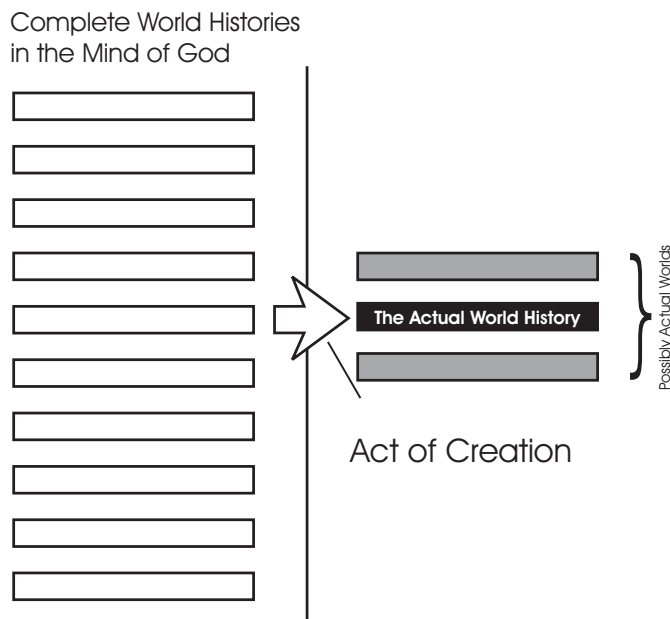 Complete World Histories
in the Mind of God
Possibly Actual Worlds
The Actual World History
Act of Creation